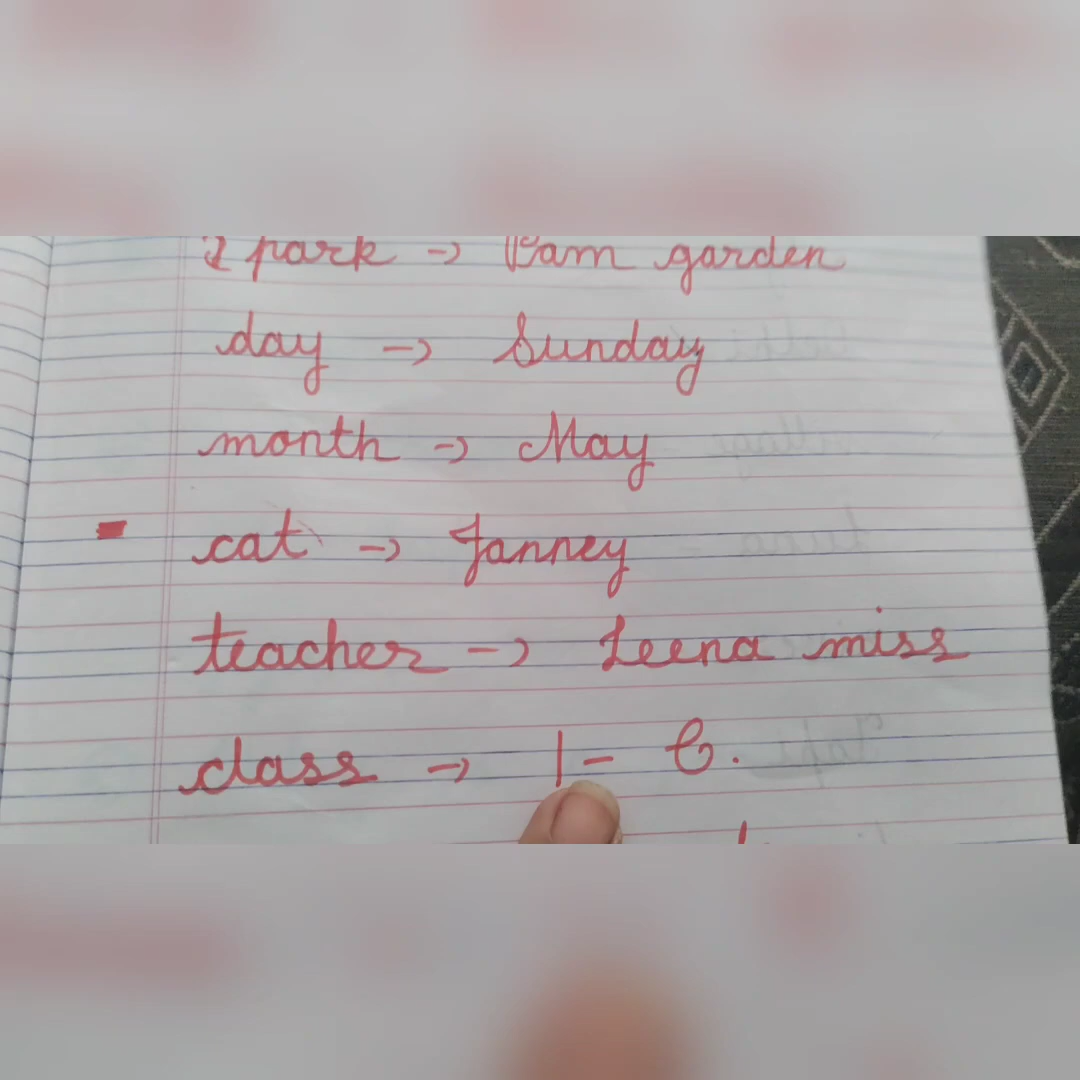 park → garden
day → Sunday
month → May
cat → Janney
teacher → Leena miss
class → 1 - C.